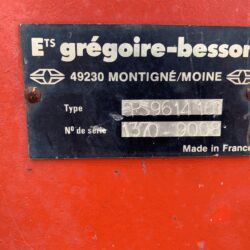 ETS grégoire-besson
49230 MONTIGNÉ/MOINE
Type
N° de série
Made in France